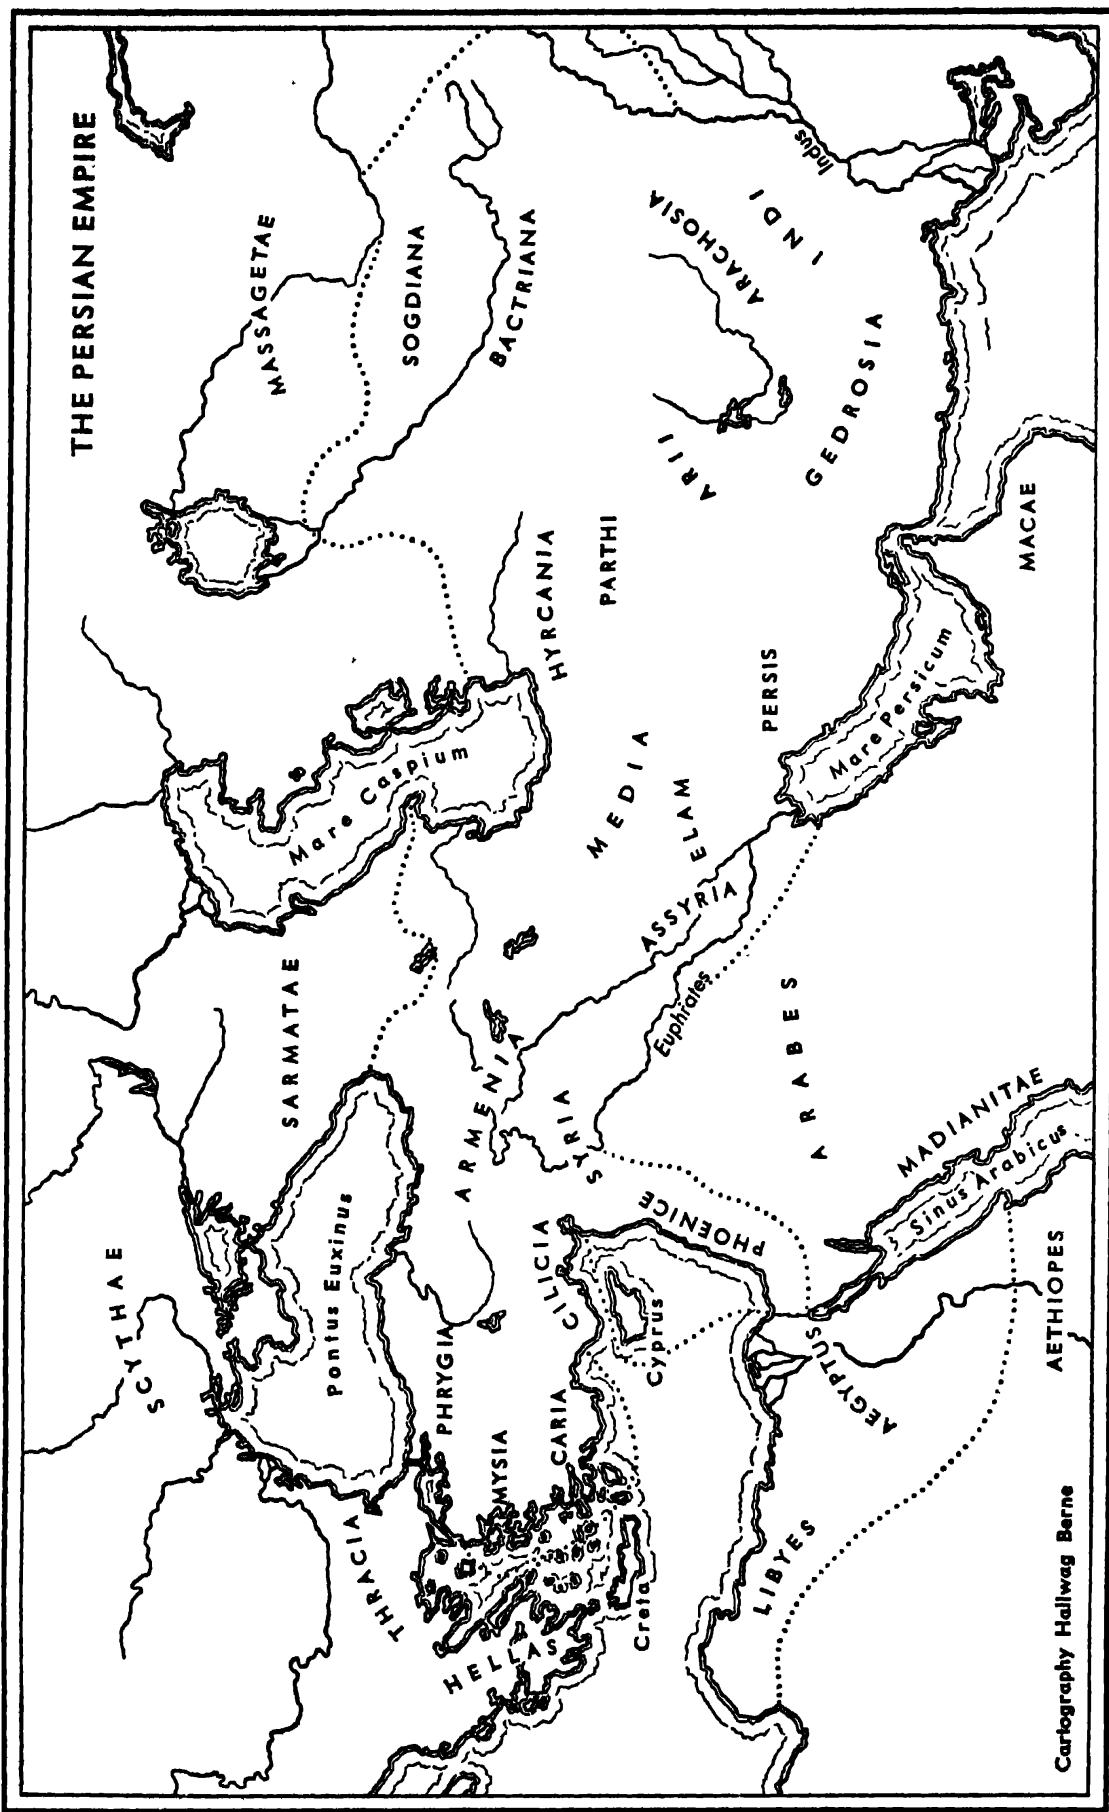 THE PERSIAN EMPIRE
MASSAGETAE
SOGDIANA
BACTRIANA
SCYTHAE
SARMATAE
Mare Caspium
HYRCANIA
PARTHI
ARII
ARACHOSIA
INDI
Indus
GEDROSIA
Pontus Euxinus
THRACIA
PHRYGIA
ARMENIA
MEDIA
ELAM
ASSYRIA
PERSIS
HELLAS
MYSIA
CARIA
CILICIA
SYRIA
Euphrates
Mare Persicum
MACAE
Creta
Cyprus
PHOENICE
ARABES
LIBYES
AEGYPTUS
MADIANITAE
Sinus Arabicus
AETHIOPES
Cartography Hallwag Berne